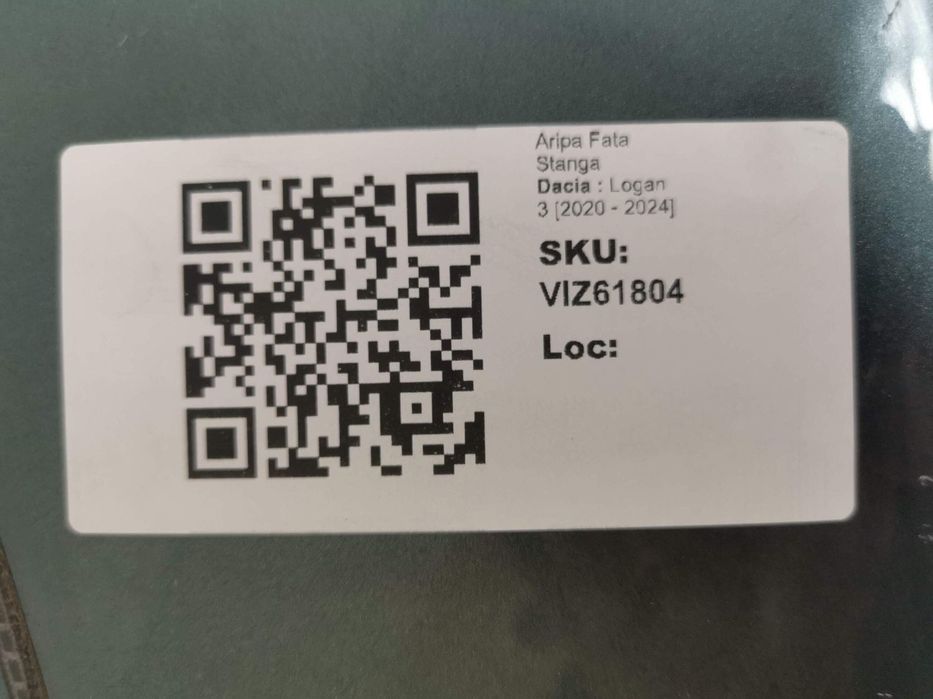 Aripa Fata
Stanga
Dacia : Logan
3 [2020 - 2024]
SKU:
VIZ61804
Loc: